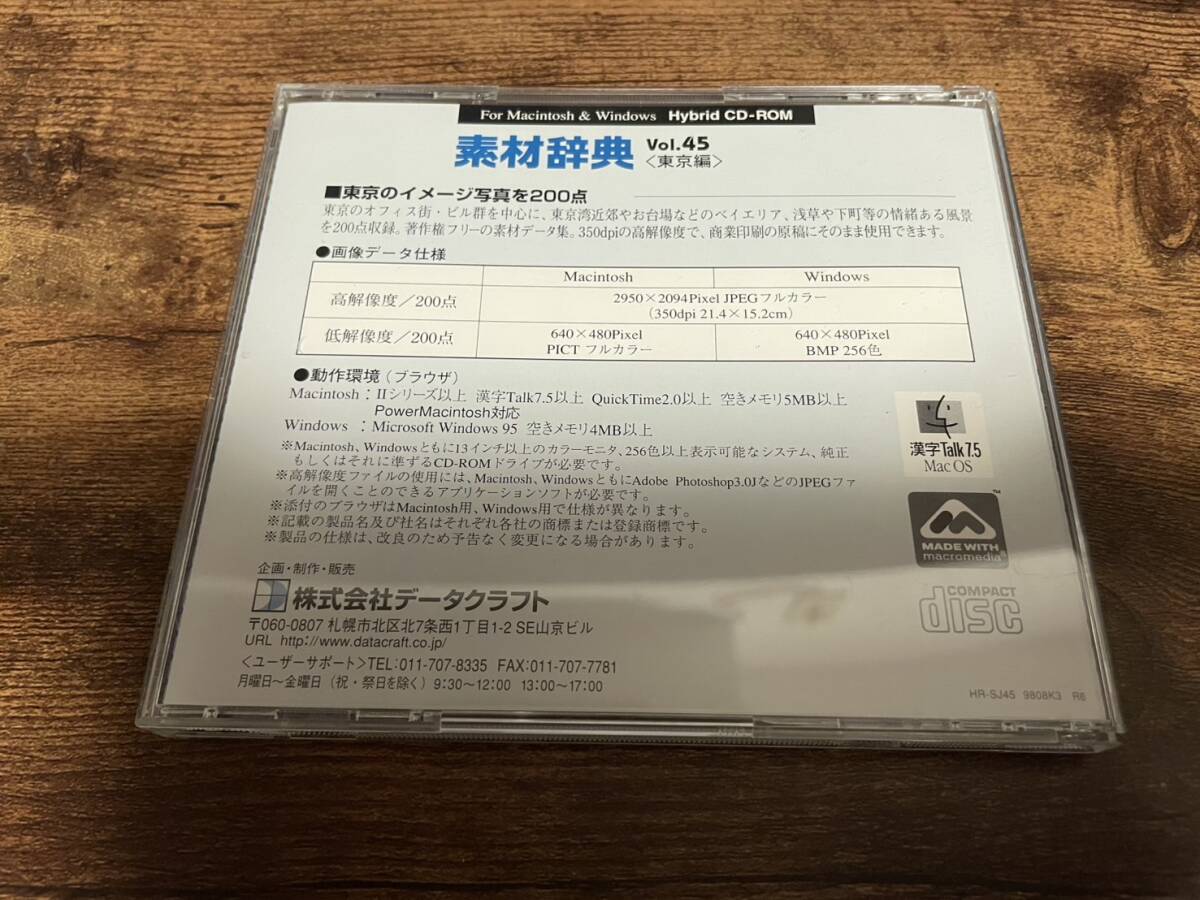 For Macintosh & Windows Hybrid CD-ROM
素材辞典 Vol.45
〈東京編〉
■東京のイメージ写真を200点
東京のオフィス街・ビル群を中心に、東京湾近郊やお台場などのベイエリア、浅草や下町等の情緒ある風景
を200点収録。著作権フリーの素材データ集。350dpiの高解像度で、商業印刷の原稿にそのまま使用できます。
●画像データ仕様
Macintosh Windows
高解像度／200点 2950×2094Pixel JPEGフルカラー
（350dpi 21.4×15.2cm）
低解像度／200点 640×480Pixel 640×480Pixel
PICT フルカラー BMP 256色
●動作環境（ブラウザ）
Macintosh：IIシリーズ以上 漢字Talk7.5以上 QuickTime2.0以上 空きメモリ5MB以上
PowerMacintosh対応
Windows：Microsoft Windows 95 空きメモリ4MB以上
※Macintosh、Windowsともに13インチ以上のカラーモニタ、256色以上表示可能なシステム、純正
もしくはそれに準ずるCD-ROMドライブが必要です。
※高解像度ファイルの使用には、Macintosh、WindowsともにAdobe Photoshop3.0JなどのJPEGファ
イルを開くことのできるアプリケーションソフトが必要です。
※添付のブラウザはMacintosh用、Windows用で仕様が異なります。
※記載の製品名及び社名はそれぞれ各社の商標または登録商標です。
※製品の仕様は、改良のため予告なく変更になる場合があります。
漢字Talk7.5
Mac OS
MADE WITH
macromedia
™
COMPACT
disc
企画・制作・販売
株式会社データクラフト
〒060-0807 札幌市北区北7条西1丁目1-2 SE山京ビル
URL http://www.datacraft.co.jp/
〈ユーザーサポート〉TEL:011-707-8335 FAX:011-707-7781
月曜日～金曜日（祝・祭日を除く）9:30～12:00 13:00～17:00
HR-SJ45 9808K3 R6